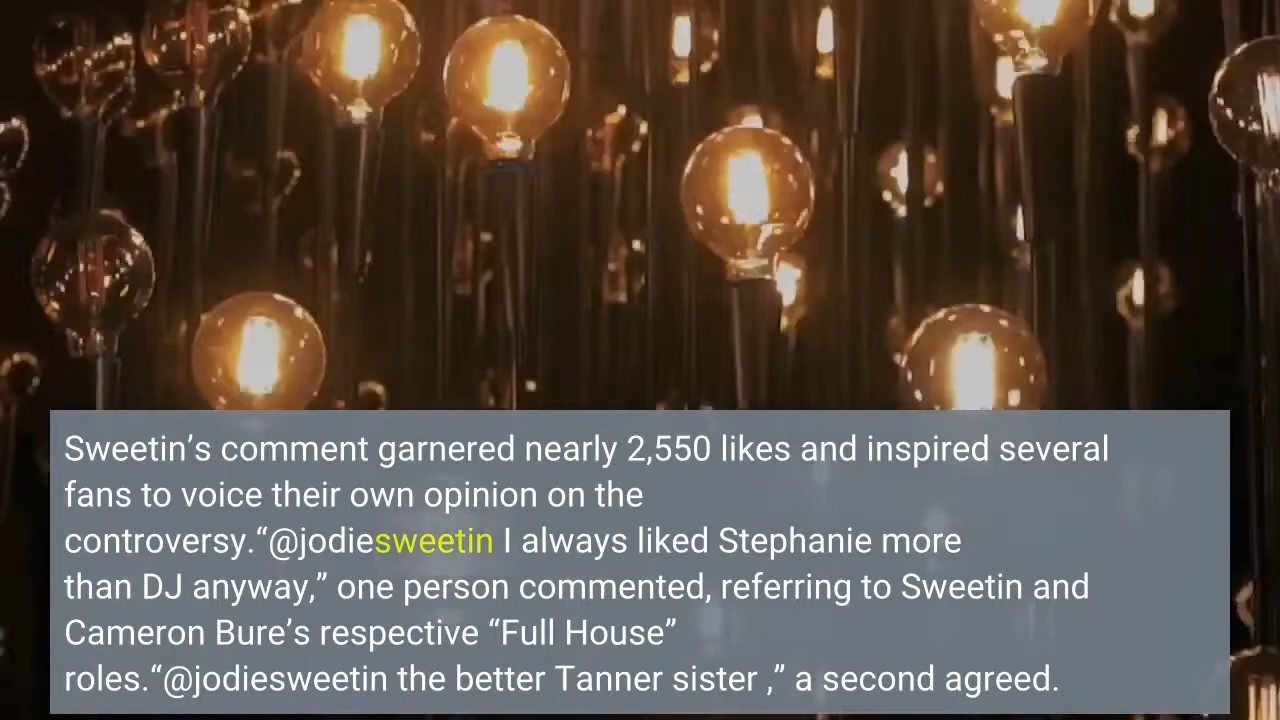 Sweetin’s comment garnered nearly 2,550 likes and inspired several
fans to voice their own opinion on the
controversy.“@jodiesweetin I always liked Stephanie more
than DJ anyway,” one person commented, referring to Sweetin and
Cameron Bure’s respective “Full House”
roles.“@jodiesweetin the better Tanner sister ,” a second agreed.